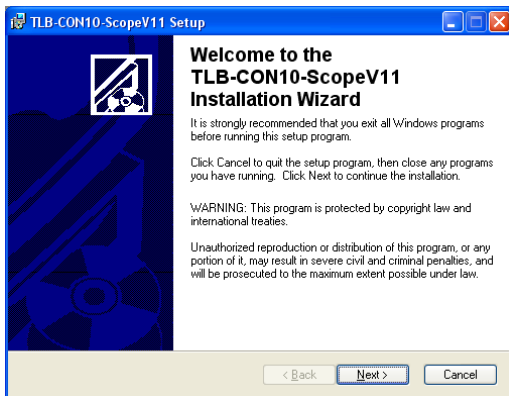 TLB-CON10-ScopeV11 Setup
Welcome to the
TLB-CON10-ScopeV11
Installation Wizard
It is strongly recommended that you exit all Windows programs
before running this setup program.
Click Cancel to quit the setup program, then close any programs
you have running.  Click Next to continue the installation.
WARNING: This program is protected by copyright law and
international treaties.
Unauthorized reproduction or distribution of this program, or any
portion of it, may result in severe civil and criminal penalties, and
will be prosecuted to the maximum extent possible under law.
< Back Next > Cancel